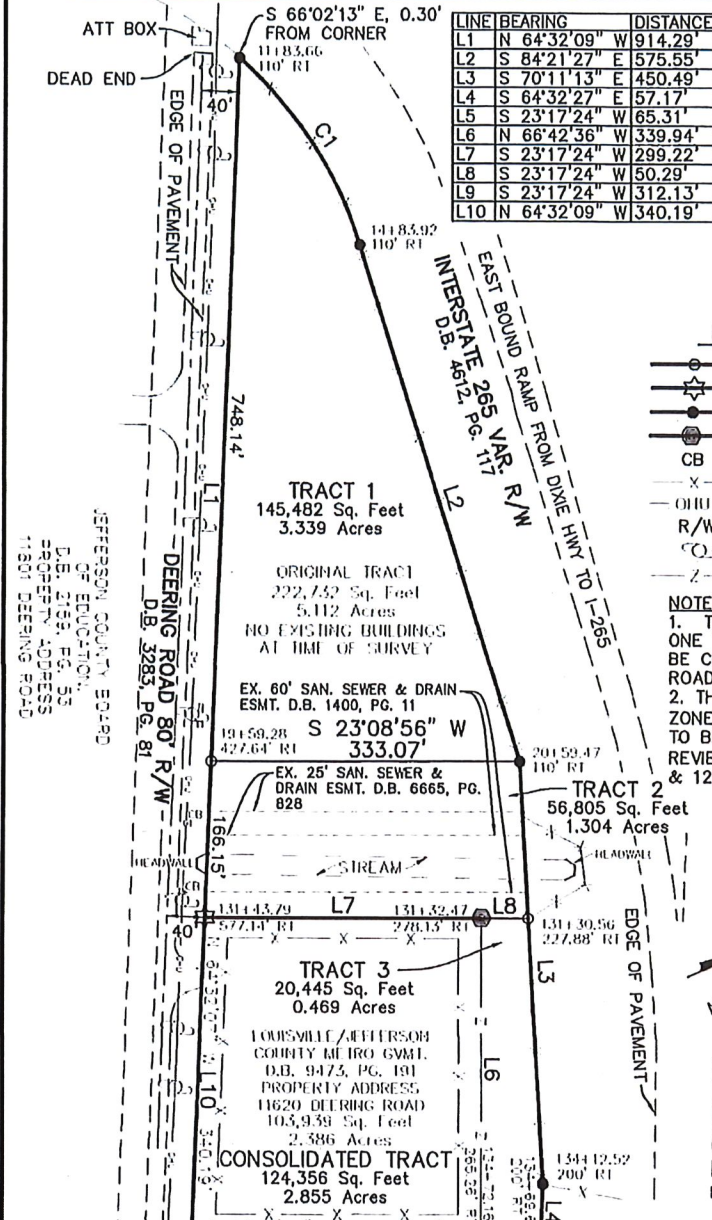 S 66°02'13" E, 0.30'
FROM CORNER
ATT BOX
DEAD END
11+83.66
110' RT
40'
EDGE OF PAVEMENT
C1
14+83.92
110' RT
LINE BEARING DISTANCE
L1 N 64°32'09" W 914.29'
L2 S 84°21'27" E 575.55'
L3 S 70°11'13" E 450.49'
L4 S 64°32'27" E 57.17'
L5 S 23°17'24" W 65.31'
L6 N 66°42'36" W 339.94'
L7 S 23°17'24" W 299.22'
L8 S 23°17'24" W 50.29'
L9 S 23°17'24" W 312.13'
L10 N 64°32'09" W 340.19'
EAST BOUND RAMP FROM DIXIE HWY TO I-265
INTERSTATE 265 VAR. R/W
D.B. 4612, PG. 117
CB
X
OHU
R/W
NOTE
1. T
ONE
BE C
ROAD
2. TH
ZONE
TO B
REVIE
& 12
748.14'
L1
L2
TRACT 1
145,482 Sq. Feet
3.339 Acres
ORIGINAL TRACT
222,732 Sq. Feet
5.112 Acres
NO EXISTING BUILDINGS
AT TIME OF SURVEY
JEFFERSON COUNTY BOARD
OF EDUCATION
D.B. 2169, PG. 53
PROPERTY ADDRESS
11901 DEERING ROAD
DEERING ROAD 80' R/W
D.B. 3283, PG. 81
EX. 60' SAN. SEWER & DRAIN
ESMT. D.B. 1400, PG. 11
S 23°08'56" W
333.07'
19+59.28
427.64' RT
20+59.47
110' RT
EX. 25' SAN. SEWER &
DRAIN ESMT. D.B. 6665, PG.
828
TRACT 2
56,805 Sq. Feet
1.304 Acres
166.15'
HEADWALL
STREAM
HEADWALL
CB
L7
L8
40'
131+43.79
577.14' RT
131+32.47
278.13' RT
131+30.56
227.88' RT
EDGE OF PAVEMENT
L3
TRACT 3
20,445 Sq. Feet
0.469 Acres
LOUISVILLE/JEFFERSON
COUNTY METRO GVMT.
D.B. 9473, PG. 191
PROPERTY ADDRESS
11620 DEERING ROAD
103,939 Sq. Feet
2.386 Acres
L6
L10
340.19'
CONSOLIDATED TRACT
124,356 Sq. Feet
2.855 Acres
134+12.52
200' RT
L4